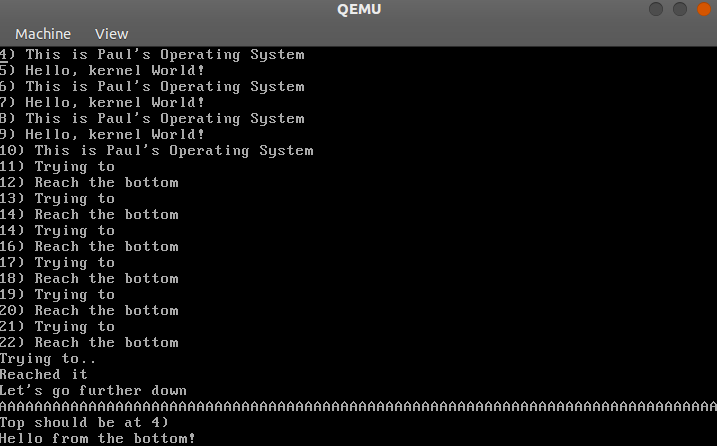 QEMU
Machine View
4) This is Paul's Operating System
5) Hello, kernel World!
6) This is Paul's Operating System
7) Hello, kernel World!
8) This is Paul's Operating System
9) Hello, kernel World!
10) This is Paul's Operating System
11) Trying to
12) Reach the bottom
13) Trying to
14) Reach the bottom
14) Trying to
16) Reach the bottom
17) Trying to
18) Reach the bottom
19) Trying to
20) Reach the bottom
21) Trying to
22) Reach the bottom
Trying to..
Reached it
Let's go further down
AAAAAAAAAAAAAAAAAAAAAAAAAAAAAAAAAAAAAAAAAAAAAAAAAAAAAAAAAAAAAAAAAAAAAAAAAAAAAAAA
Top should be at 4)
Hello from the bottom!